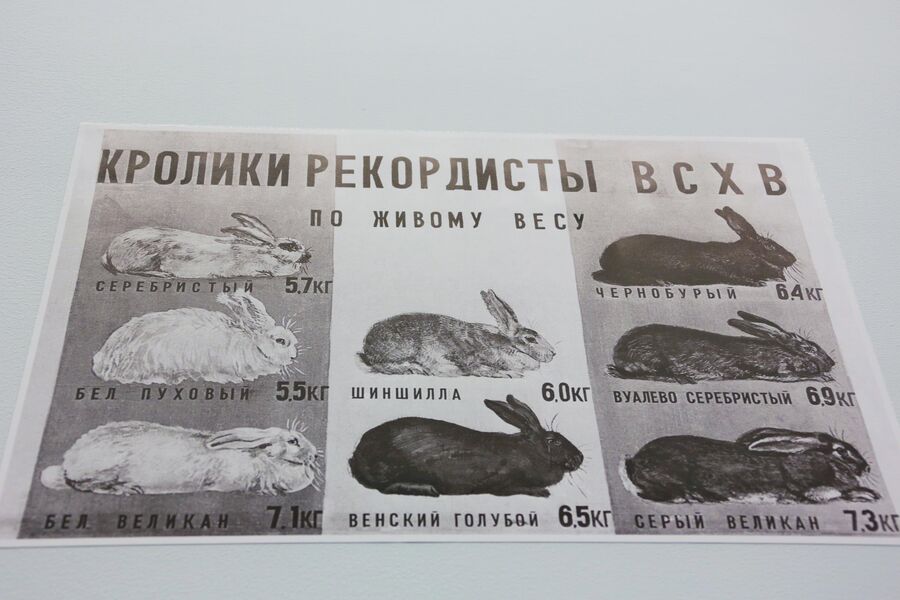 КРОЛИКИ РЕКОРДИСТЫ ВСХВ
ПО ЖИВОМУ ВЕСУ
СЕРЕБРИСТЫЙ 5,7КГ
БЕЛ ПУХОВЫЙ 5,5КГ
БЕЛ ВЕЛИКАН 7,1КГ
ШИНШИЛЛА 6,0КГ
ВЕНСКИЙ ГОЛУБОЙ 6,5КГ
ЧЕРНОБУРЫЙ 6,4КГ
ВУАЛЕВО СЕРЕБРИСТЫЙ 6,9КГ
СЕРЫЙ ВЕЛИКАН 7,3КГ